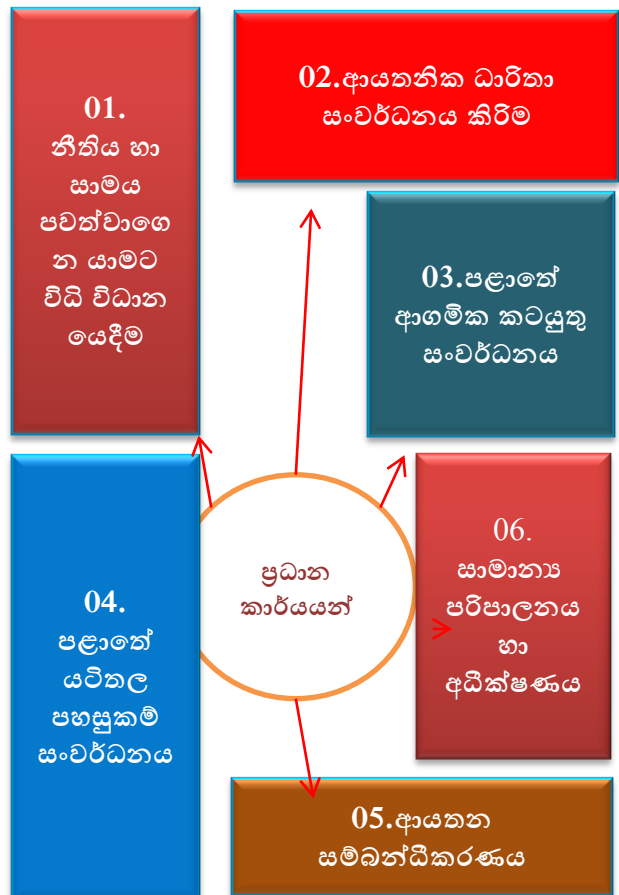 01.
නීතිය හා
සාමය
පවත්වාගෙ
න යාමට
විධි විධාන
යෙදීම
02.ආයතනික ධාරිතා
සංවර්ධනය කිරිම
03.පළාතේ
ආගමික කටයුතු
සංවර්ධනය
ප්‍රධාන
කාර්යයන්
04.
පළාතේ
යටිතල
පහසුකම්
සංවර්ධනය
06.
සාමාන්‍ය
පරිපාලනය
හා
අධීක්ෂණය
05.ආයතන
සම්බන්ධීකරණය